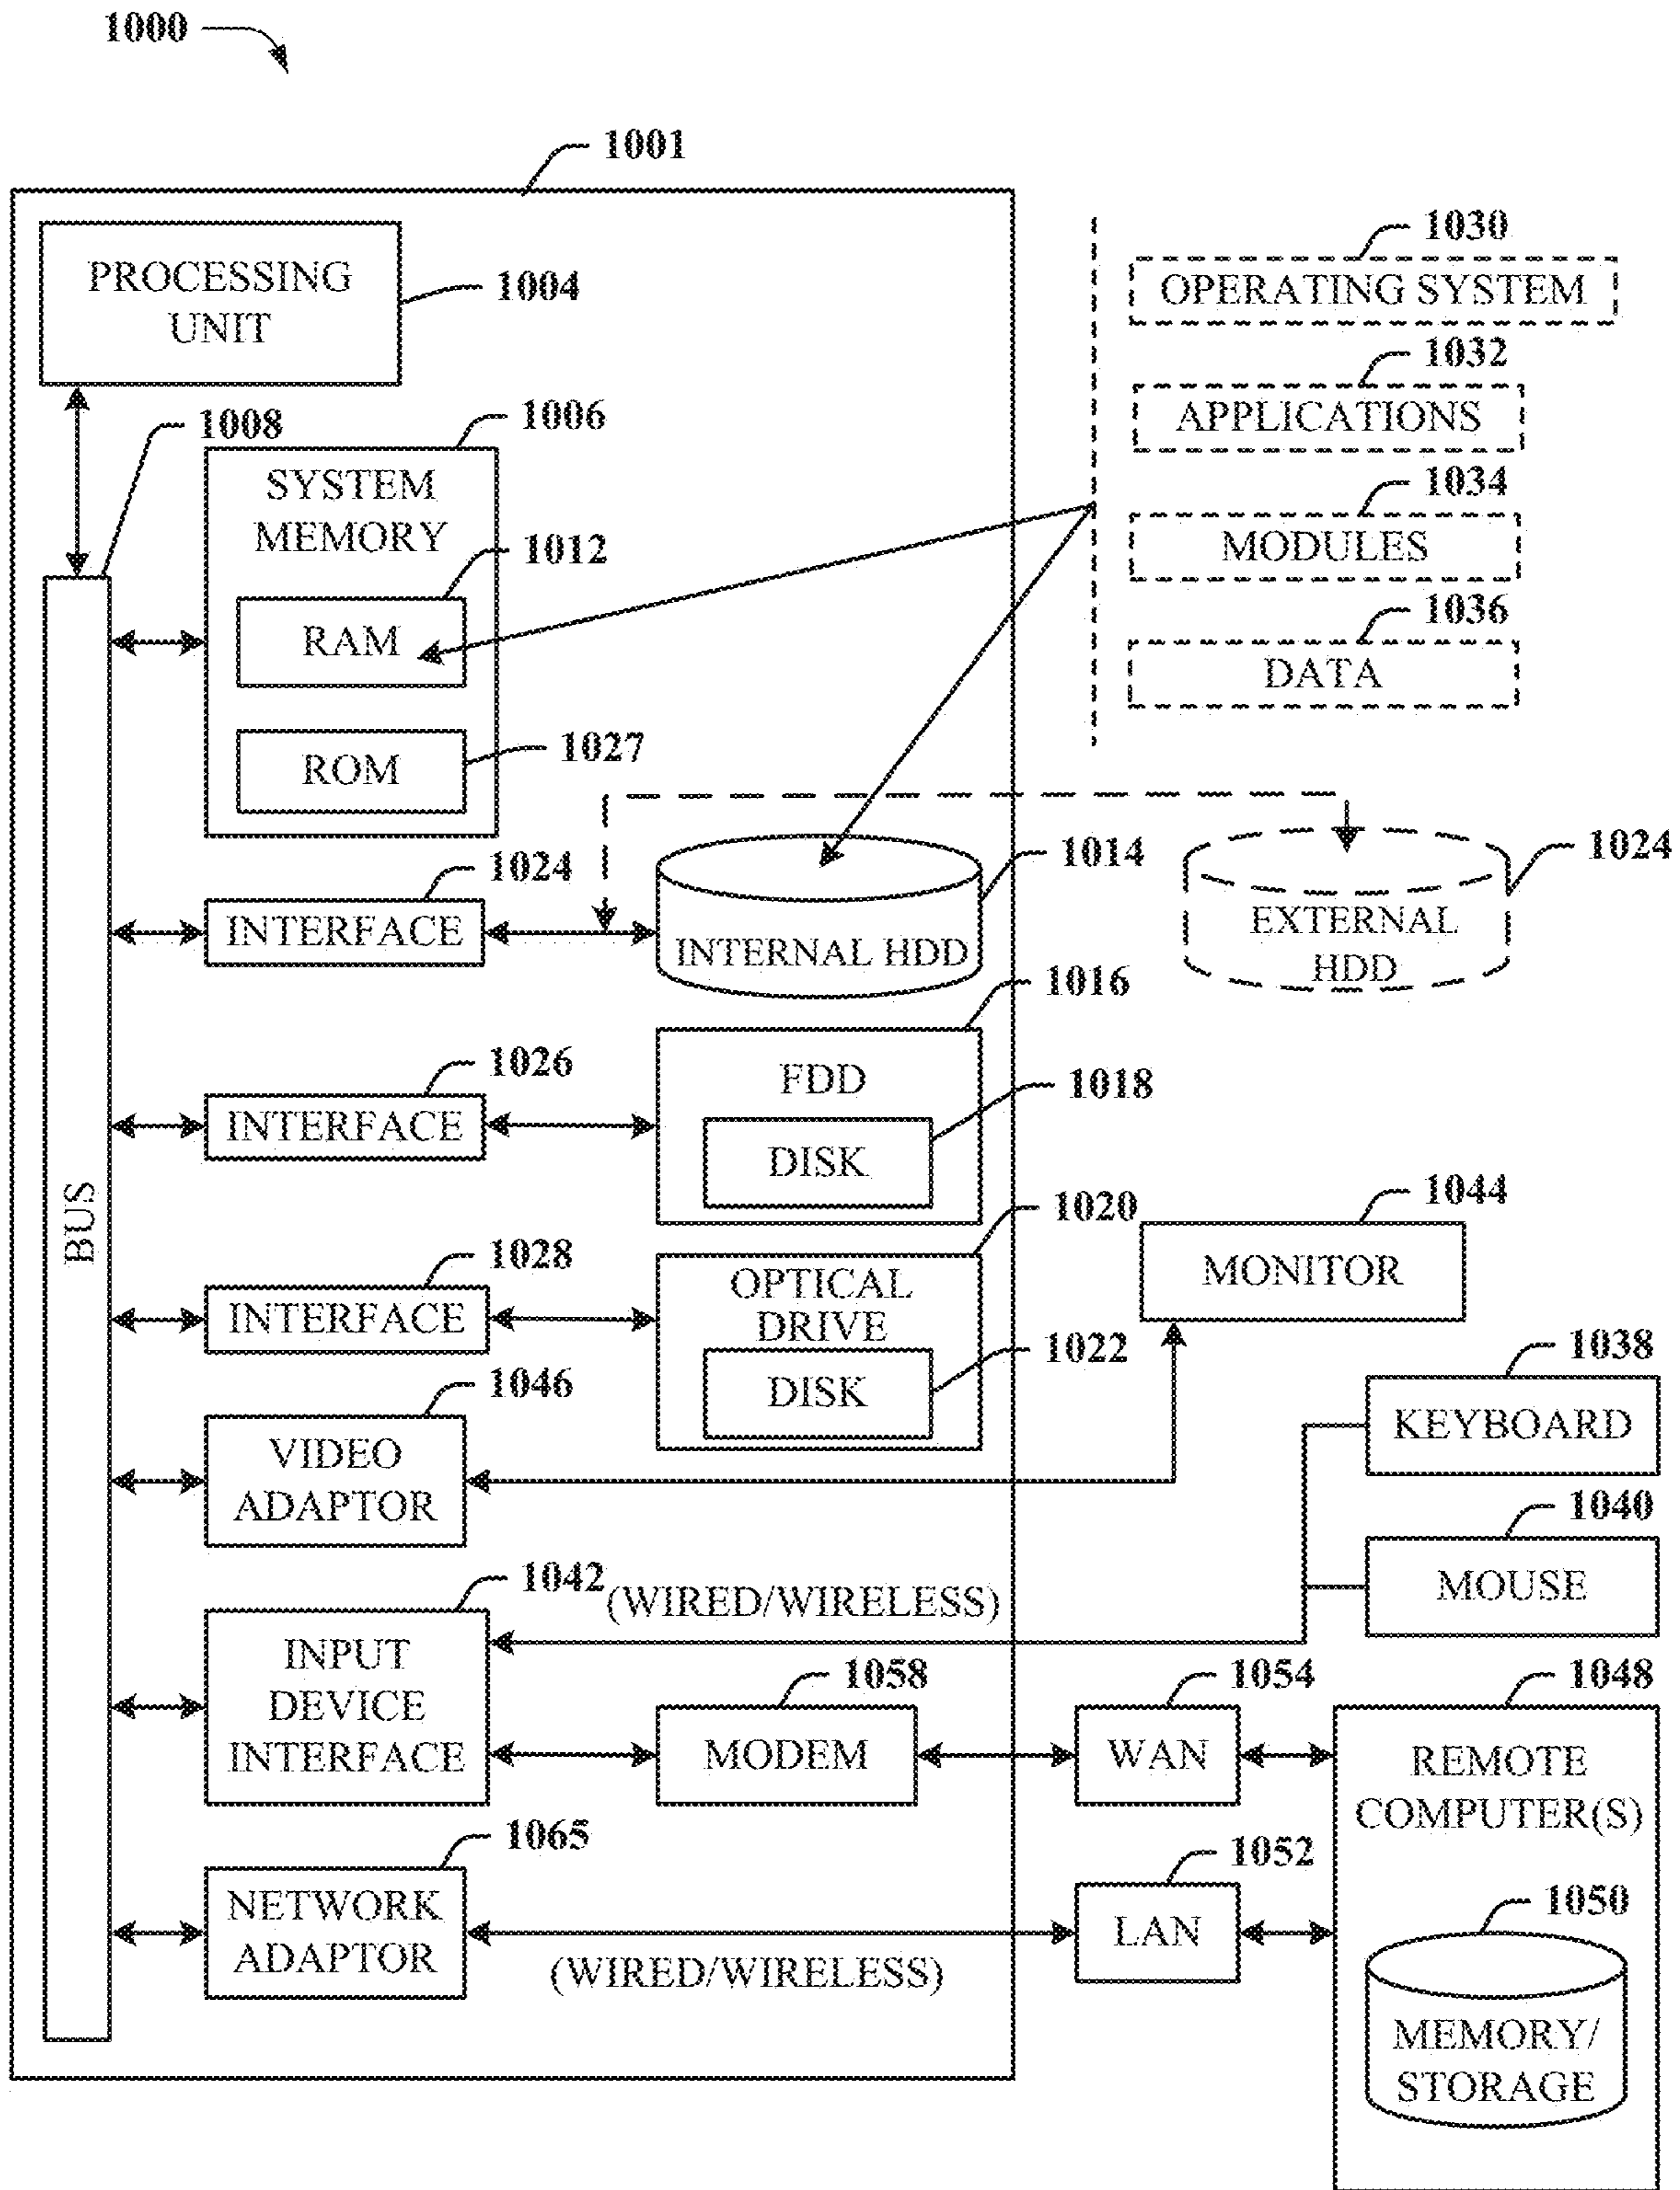 1000
1001
PROCESSING
UNIT
1004
1030
OPERATING SYSTEM
1032
APPLICATIONS
1034
MODULES
1036
DATA
1008
1006
SYSTEM
MEMORY
1012
RAM
1027
ROM
1024
INTERFACE
1014
INTERNAL HDD
1024
EXTERNAL
HDD
1026
INTERFACE
1016
FDD
1018
DISK
BUS
1028
INTERFACE
1020
OPTICAL
DRIVE
1022
DISK
1044
MONITOR
1046
VIDEO
ADAPTOR
1038
KEYBOARD
1040
MOUSE
1042
(WIRED/WIRELESS)
INPUT
DEVICE
INTERFACE
1058
MODEM
1054
WAN
1048
REMOTE
COMPUTER(S)
1065
NETWORK
ADAPTOR
(WIRED/WIRELESS)
1052
LAN
1050
MEMORY/
STORAGE